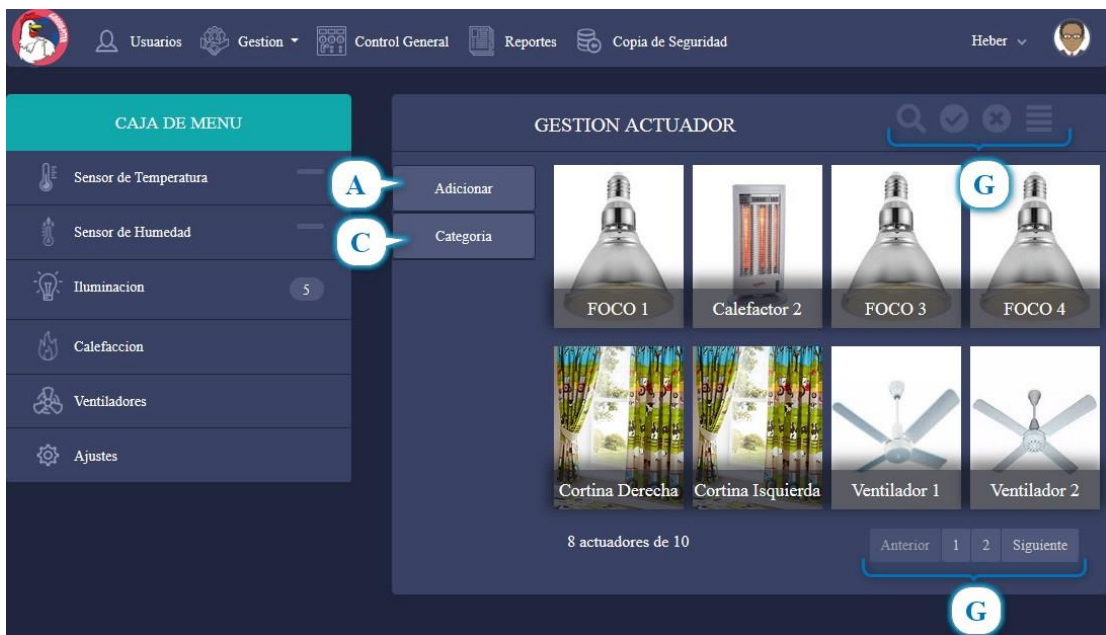 Usuarios Gestion Control General Reportes Copia de Seguridad Heber
CAJA DE MENU
GESTION ACTUADOR
G
Sensor de Temperatura
A
Adicionar
Sensor de Humedad
C
Categoria
Iluminacion 5
Calefaccion
Ventiladores
Ajustes
FOCO 1 Calefactor 2 FOCO 3 FOCO 4
Cortina Derecha Cortina Isquierda Ventilador 1 Ventilador 2
8 actuadores de 10
Anterior 1 2 Siguiente
G